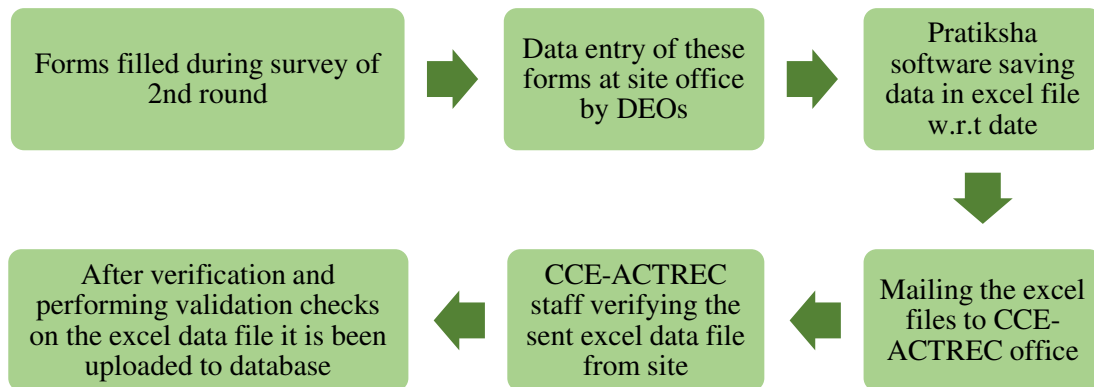 Forms filled during survey of
2nd round
Data entry of these
forms at site office
by DEOs
Pratiksha
software saving
data in excel file
w.r.t date
Mailing the excel
files to CCE-
ACTREC office
CCE-ACTREC
staff verifying the
sent excel data file
from site
After verification and
performing validation checks
on the excel data file it is been
uploaded to database